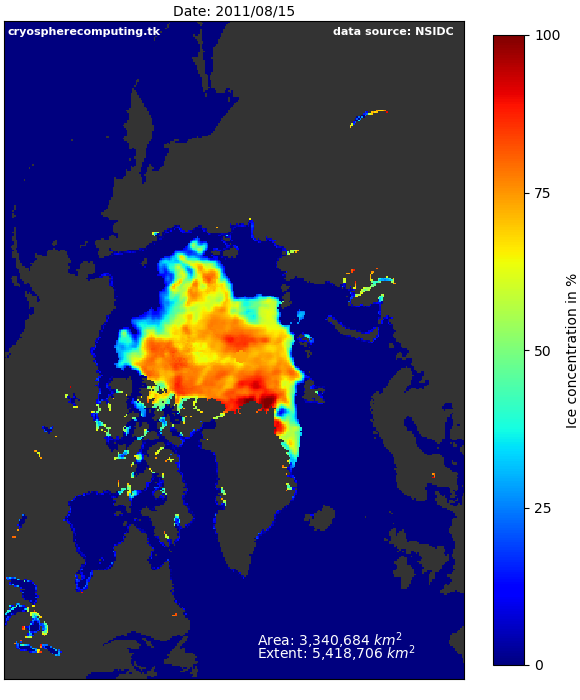 Date: 2011/08/15
cryospherecomputing.tk
data source: NSIDC
100
75
50
25
0
Ice concentration in %
Area: 3,340,684 km²
Extent: 5,418,706 km²